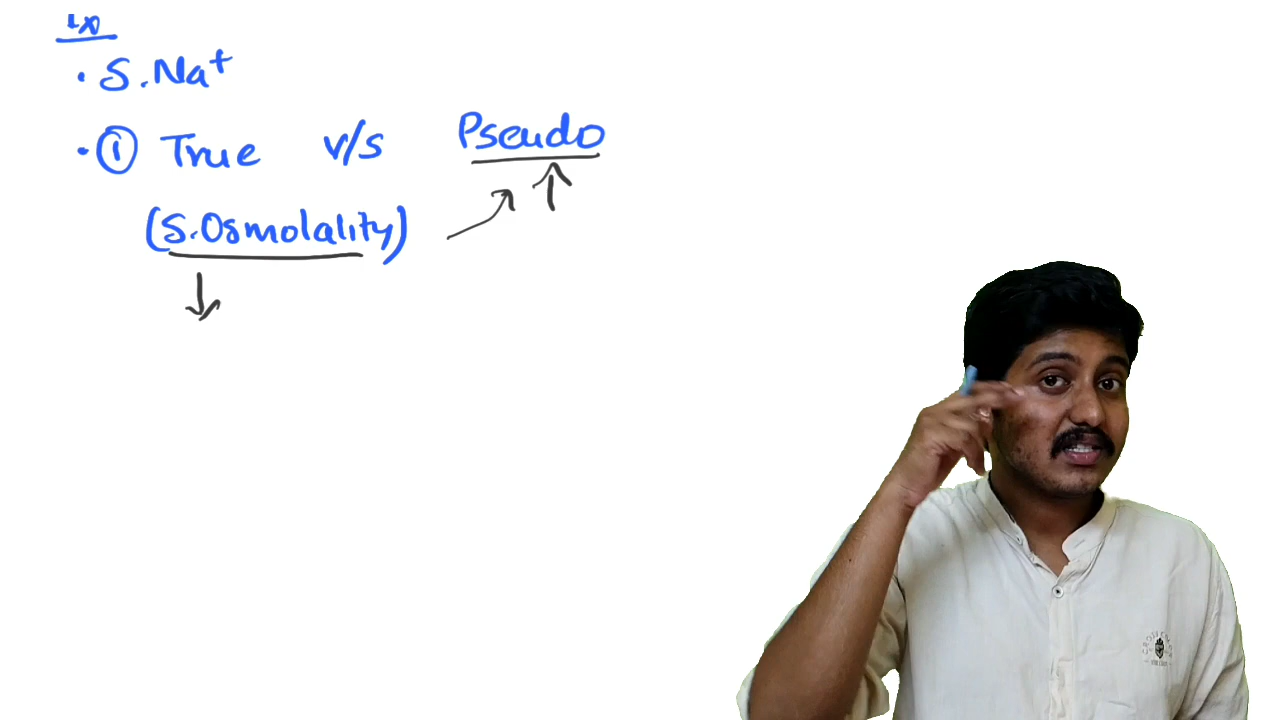 · S.Na⁺
· ① True v/s Pseudo
(S.Osmolality)